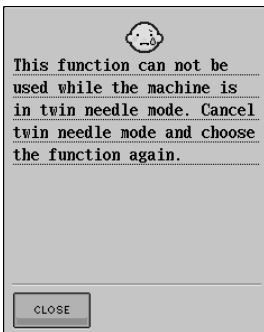 This function can not be
used while the machine is
in twin needle mode. Cancel
twin needle mode and choose
the function again.
CLOSE